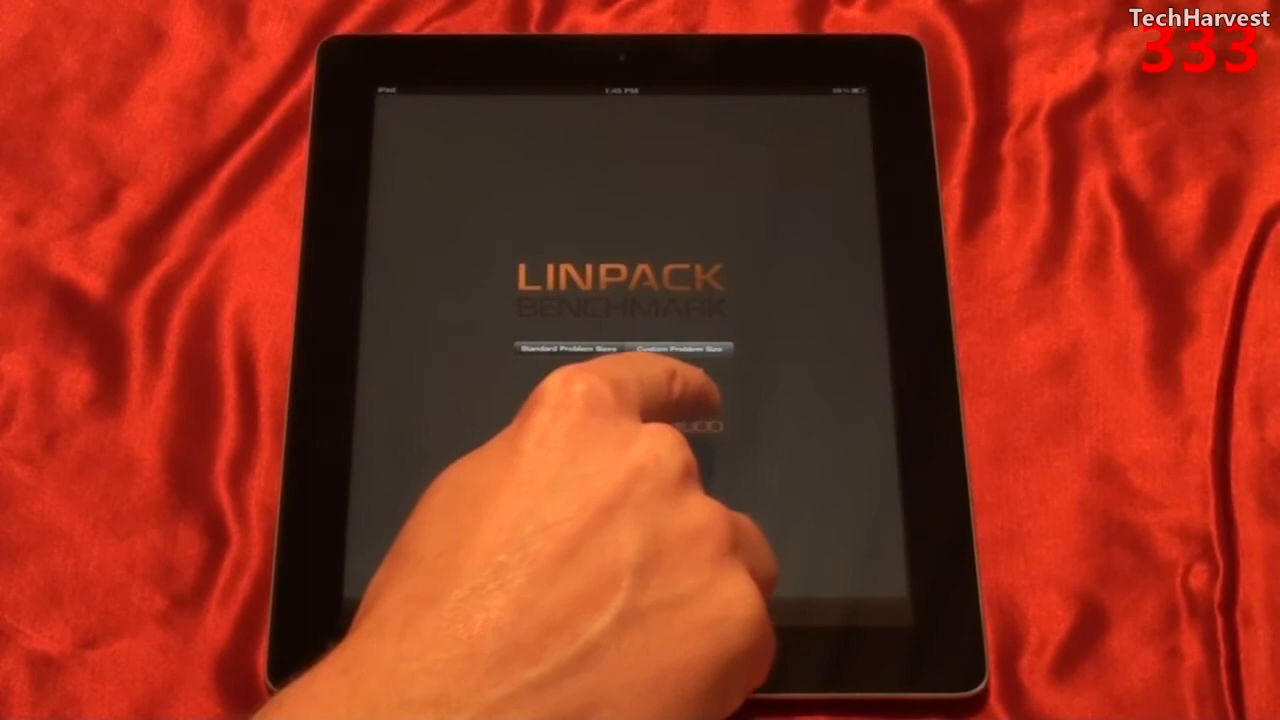 TechHarvest
333
iPad 1:45 PM
LINPACK
BENCHMARK
Standard Problem Sizes Custom Problem Size